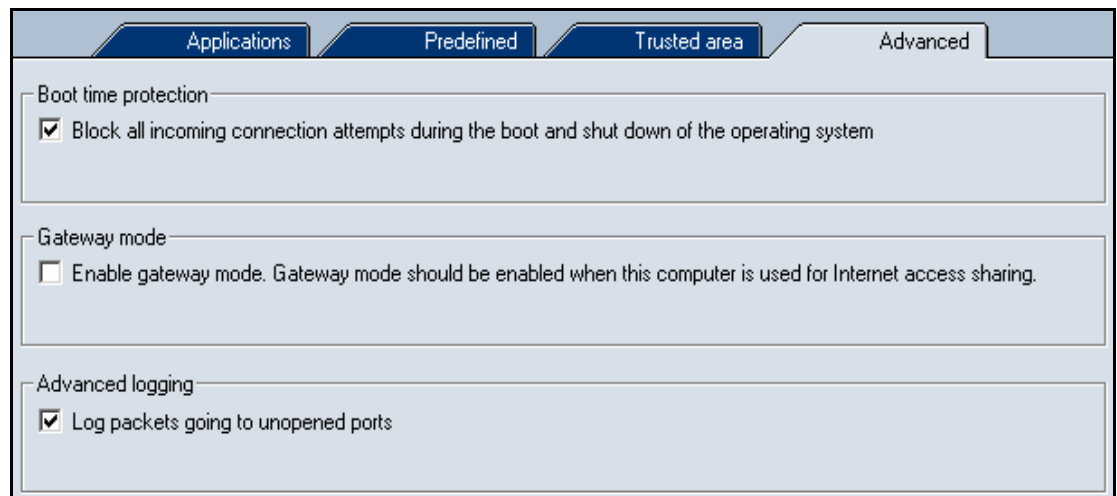 Applications Predefined Trusted area Advanced
Boot time protection
Block all incoming connection attempts during the boot and shut down of the operating system
Gateway mode
Enable gateway mode. Gateway mode should be enabled when this computer is used for Internet access sharing.
Advanced logging
Log packets going to unopened ports